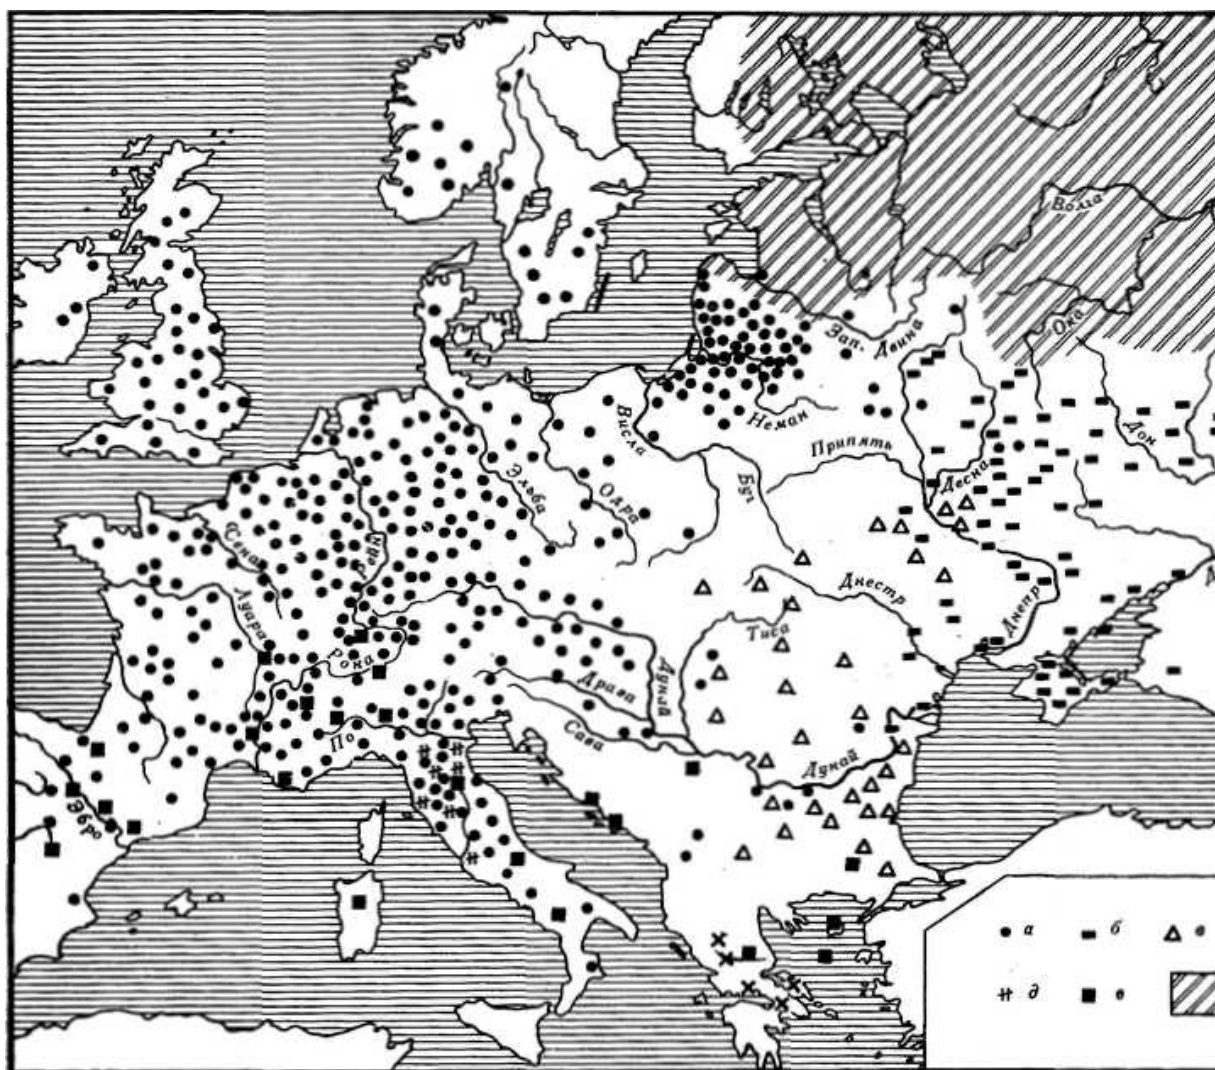 Волга
Ока
Зап. Двина
Дон
Неман
Висла
Припять
Десна
Буг
Эльба
Одра
Сена
Рейн
Днестр
Днепр
Луара
Тиса
Рона
Драва
Дунай
Сава
По
Дунай
Эбро
а б в
д е